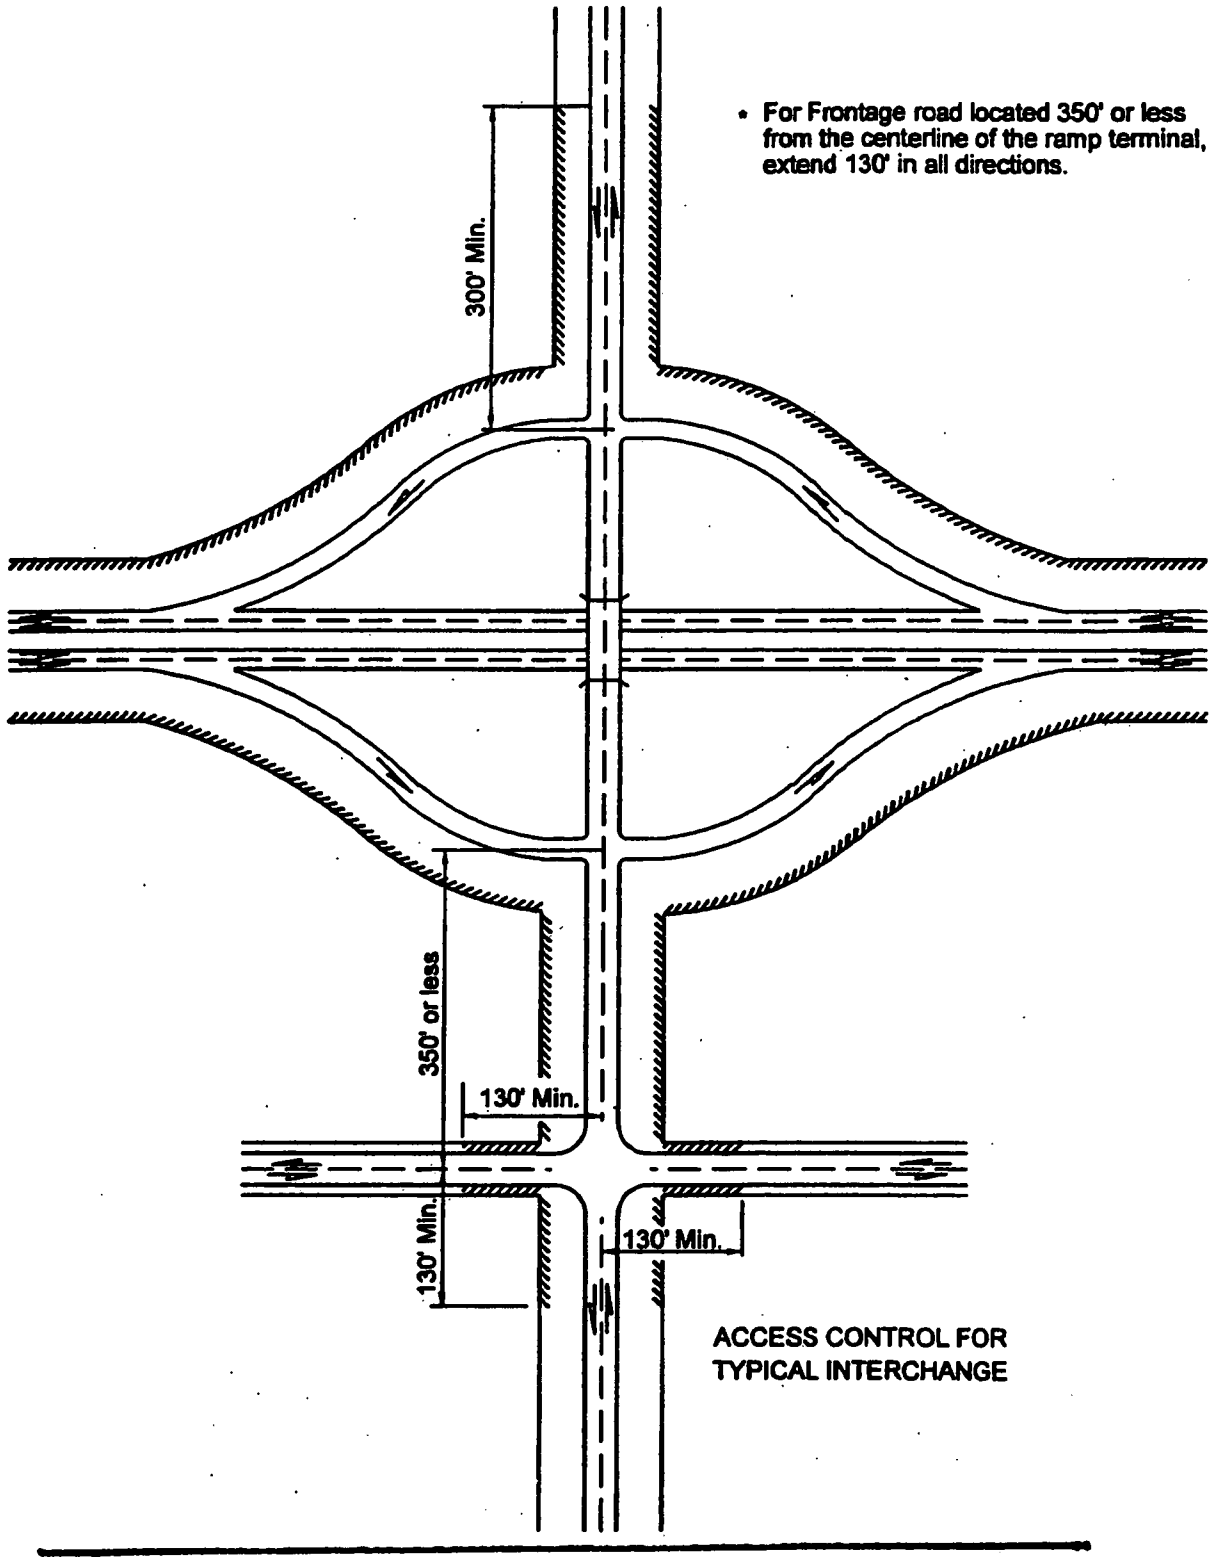 * For Frontage road located 350' or less
from the centerline of the ramp terminal,
extend 130' in all directions.
300' Min.
350' or less
130' Min.
130' Min.
130' Min.
ACCESS CONTROL FOR
TYPICAL INTERCHANGE